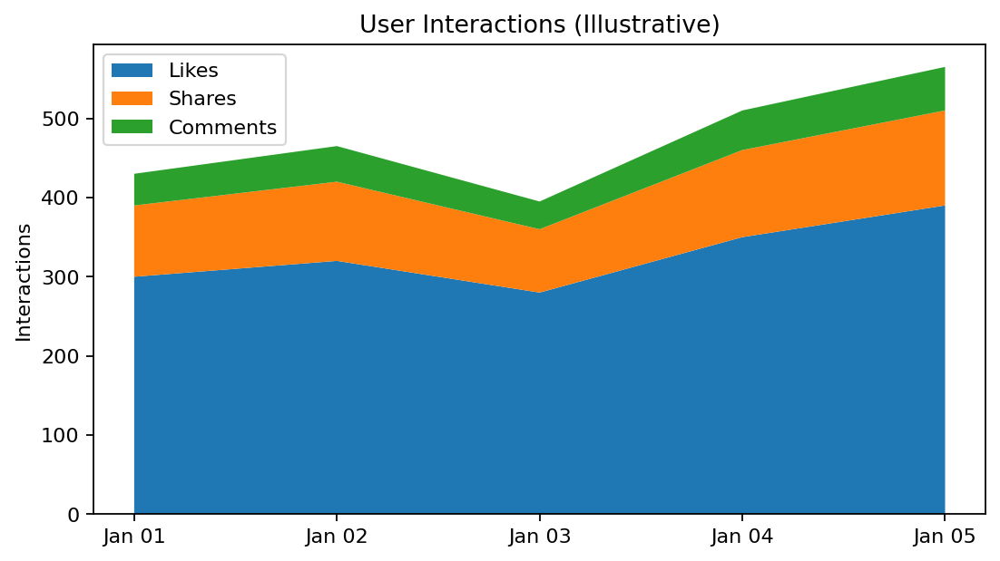 User Interactions (Illustrative)
Likes
Shares
Comments
Interactions
500
400
300
200
100
0
Jan 01
Jan 02
Jan 03
Jan 04
Jan 05